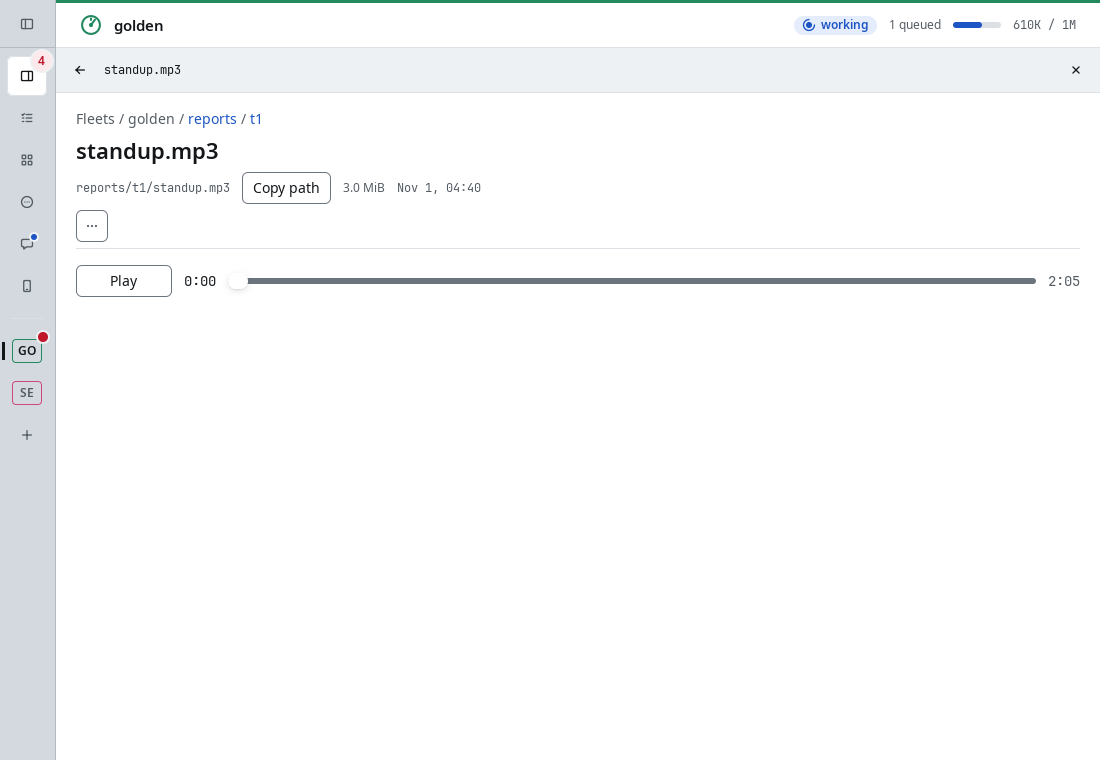 golden
working
1 queued
610K / 1M
4
standup.mp3
Fleets / golden / reports / t1
standup.mp3
reports/t1/standup.mp3
Copy path
3.0 MiB
Nov 1, 04:40
...
Play
0:00
2:05
GO
SE